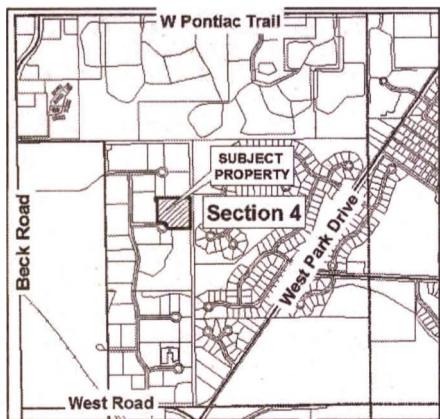 W Pontiac Trail
SUBJECT
PROPERTY
Section 4
Beck Road
West Park Drive
West Road